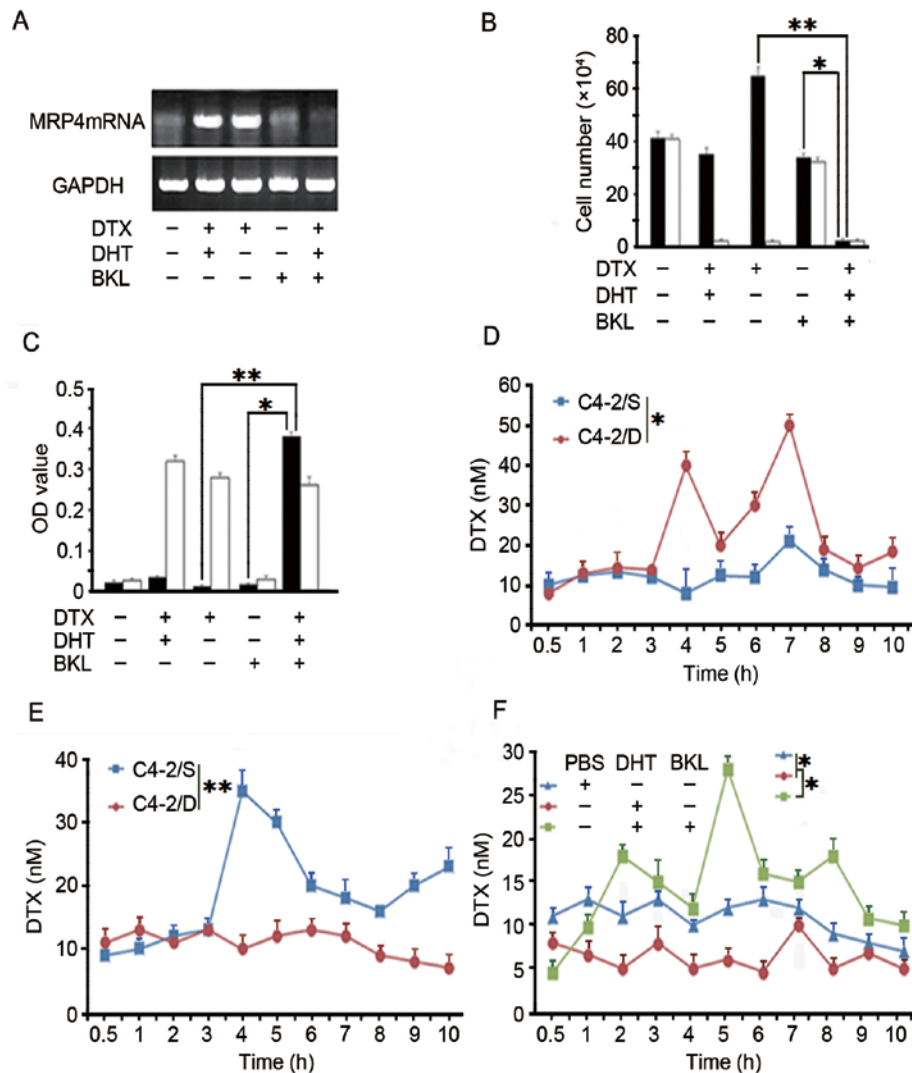 A
MRP4mRNA
GAPDH
DTX − + + − +
DHT − + − − +
BKL − − − + +
B
Cell number (×10⁴)
80
60
40
20
0
** 
*
DTX − + + − +
DHT − + − − +
BKL − − − + +
C
OD value
0.5
0.4
0.3
0.2
0.1
0
**
*
DTX − + + − +
DHT − + − − +
BKL − − − + +
D
DTX (nM)
60
50
40
30
20
10
0
C4-2/S
C4-2/D
*
0.5 1 2 3 4 5 6 7 8 9 10
Time (h)
E
DTX (nM)
40
30
20
10
0
C4-2/S
C4-2/D
**
0.5 1 2 3 4 5 6 7 8 9 10
Time (h)
F
DTX (nM)
30
25
20
15
10
5
0
PBS DHT BKL
+ − −
− + −
− + +
*
*
0.5 1 2 3 4 5 6 7 8 9 10
Time (h)